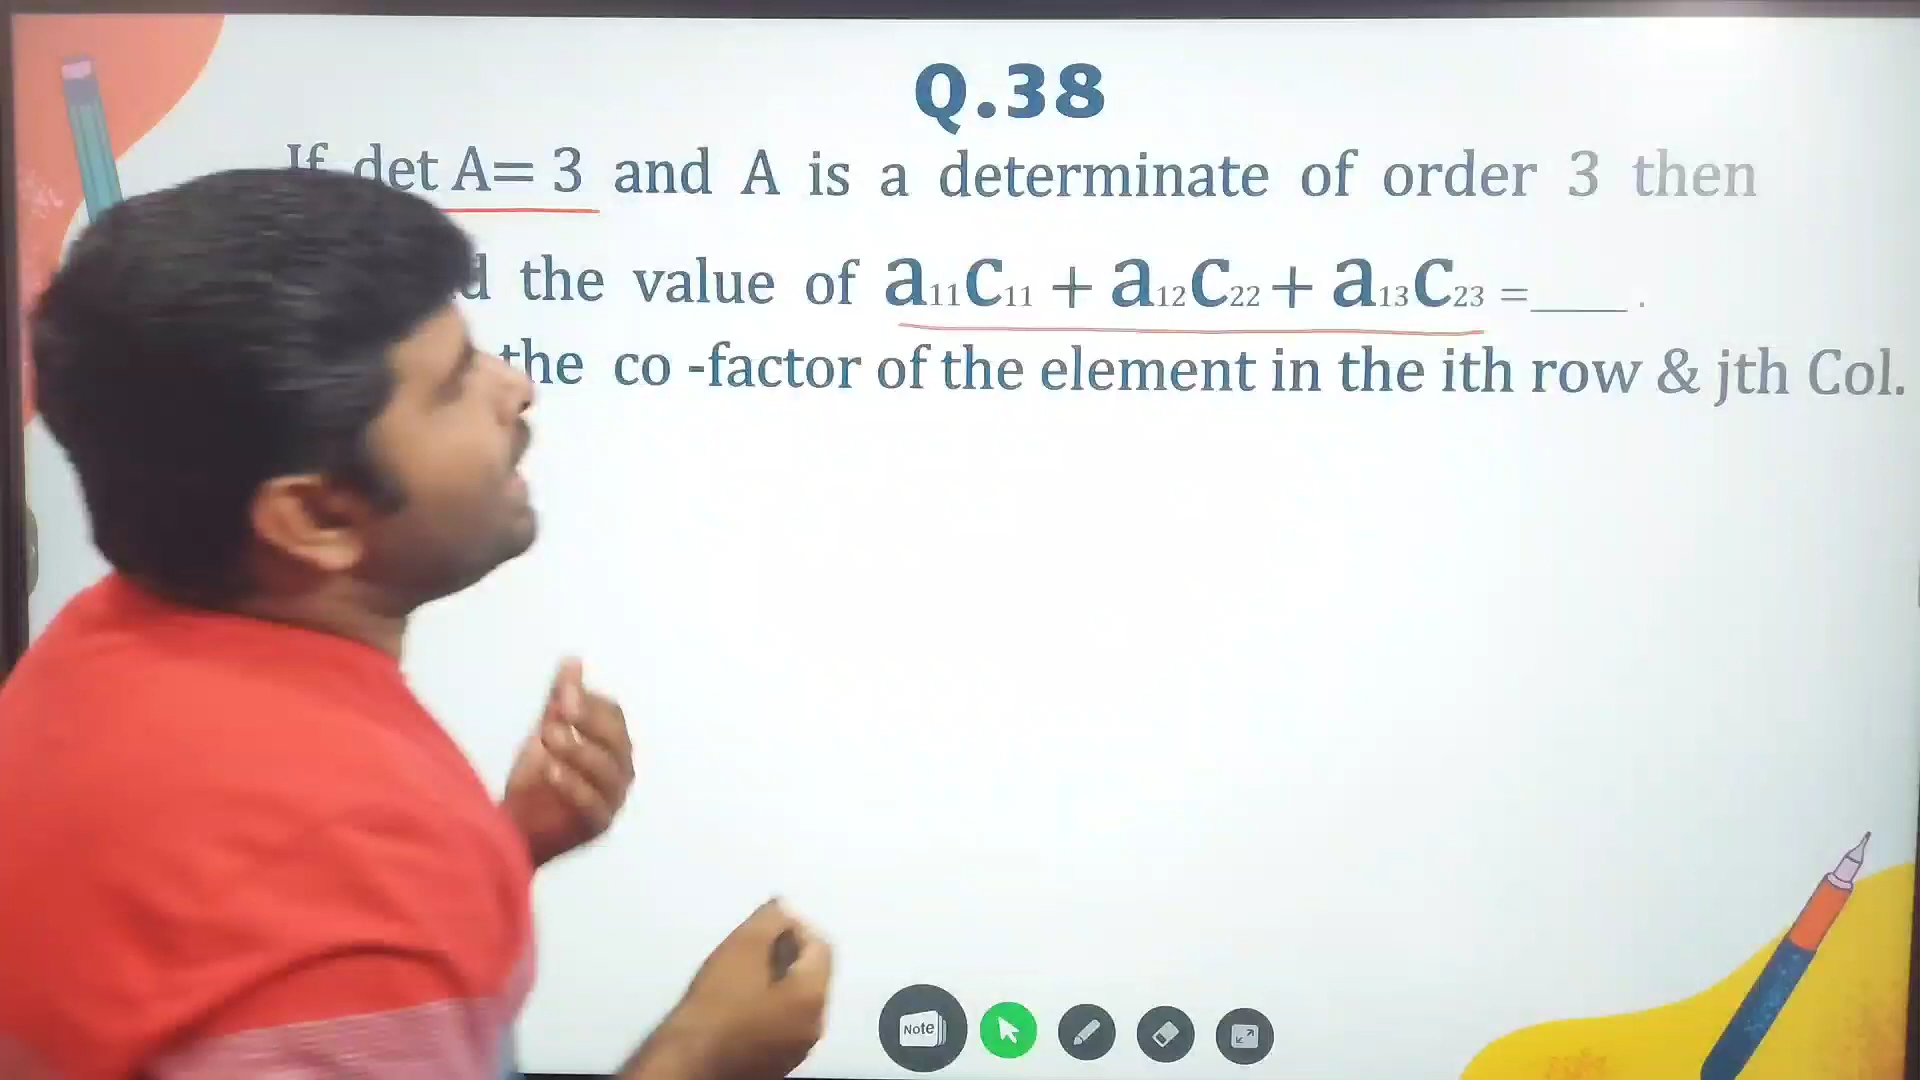 Q.38
If det A= 3 and A is a determinate of order 3 then
the value of a₁₁c₁₁ + a₁₂c₂₂ + a₁₃c₂₃ =____ .
the co -factor of the element in the ith row & jth Col.
Note